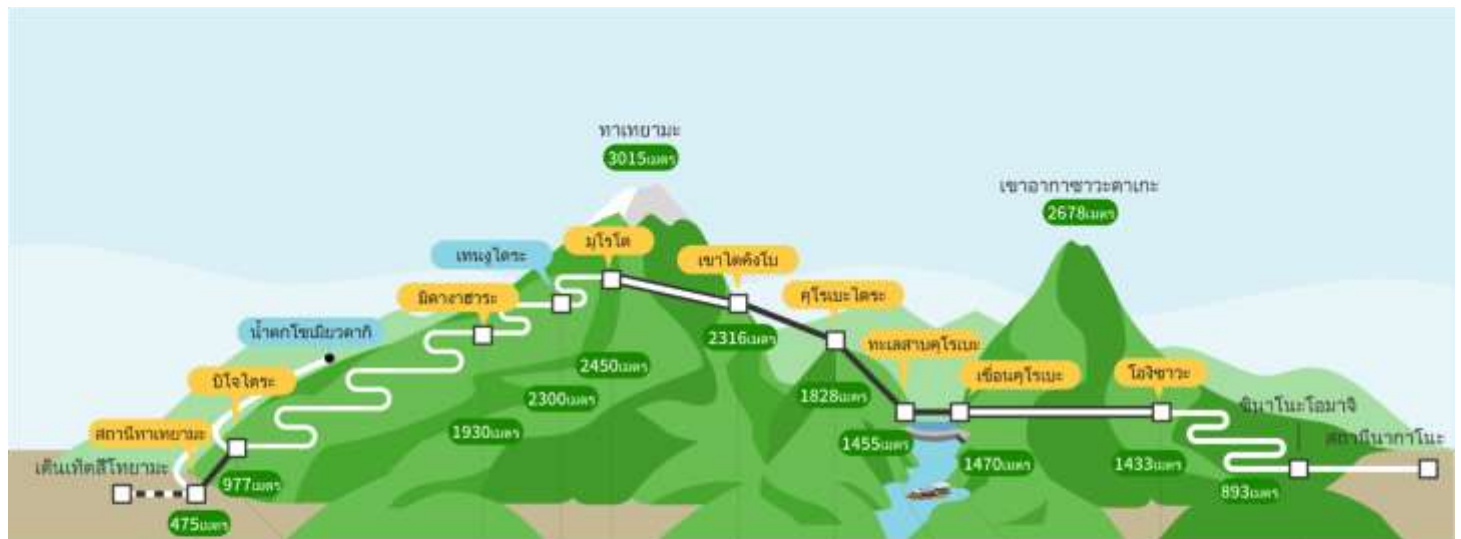 ทาเทยามะ
3015เมตร
เขาอากาซาวะดาเกะ
2678เมตร
มุโรโด
เทนงูไดระ
เขาไดคังโบ
มิดางาฮาระ
คุโรเบะไดระ
น้ำตกโชเมียวดากิ
2316เมตร
ทะเลสาบคุโรเบะ
บิโจไดระ
2450เมตร
เขื่อนคุโรเบะ
โองิซาวะ
1828เมตร
2300เมตร
ชินาโนะโอมาจิ
สถานีทาเทยามะ
1930เมตร
1455เมตร
สถานีนากาโนะ
เด็นเท็ตสึโทยามะ
1470เมตร
1433เมตร
977เมตร
893เมตร
475เมตร